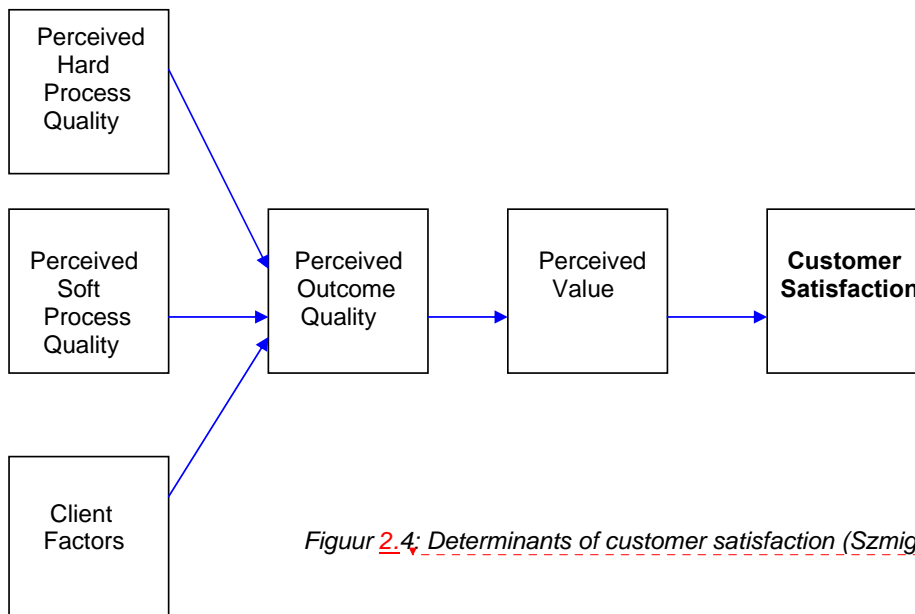 Perceived
Hard
Process
Quality
Perceived
Soft
Process
Quality
Client
Factors
Perceived
Outcome
Quality
Perceived
Value
Customer
Satisfaction
Figuur 2.4: Determinants of customer satisfaction (Szmig